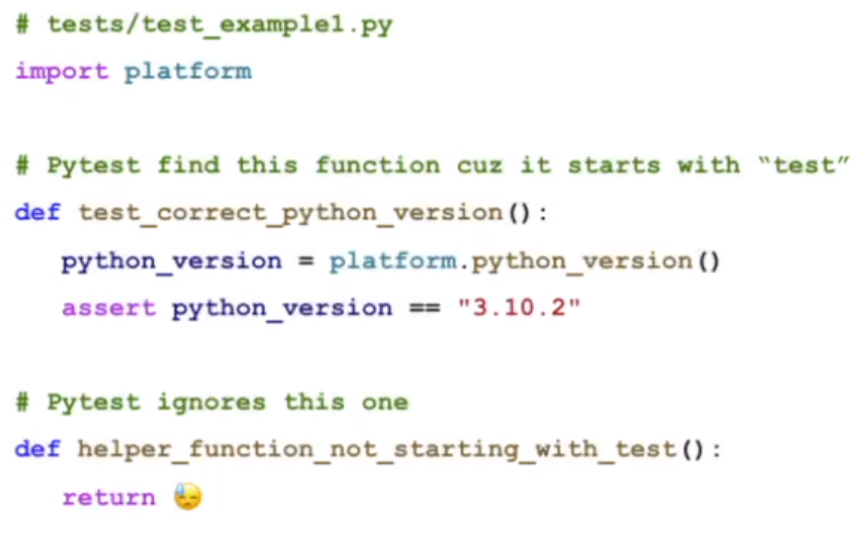 # tests/test_example1.py
import platform
# Pytest find this function cuz it starts with “test”
def test_correct_python_version():
python_version = platform.python_version()
assert python_version == "3.10.2"
# Pytest ignores this one
def helper_function_not_starting_with_test():
return 😓